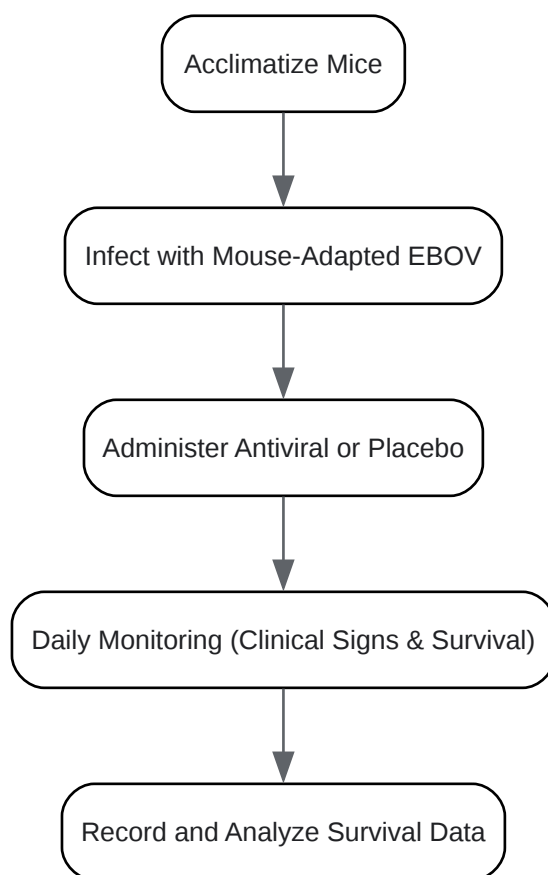 Acclimatize Mice
Infect with Mouse-Adapted EBOV
Administer Antiviral or Placebo
Daily Monitoring (Clinical Signs & Survival)
Record and Analyze Survival Data